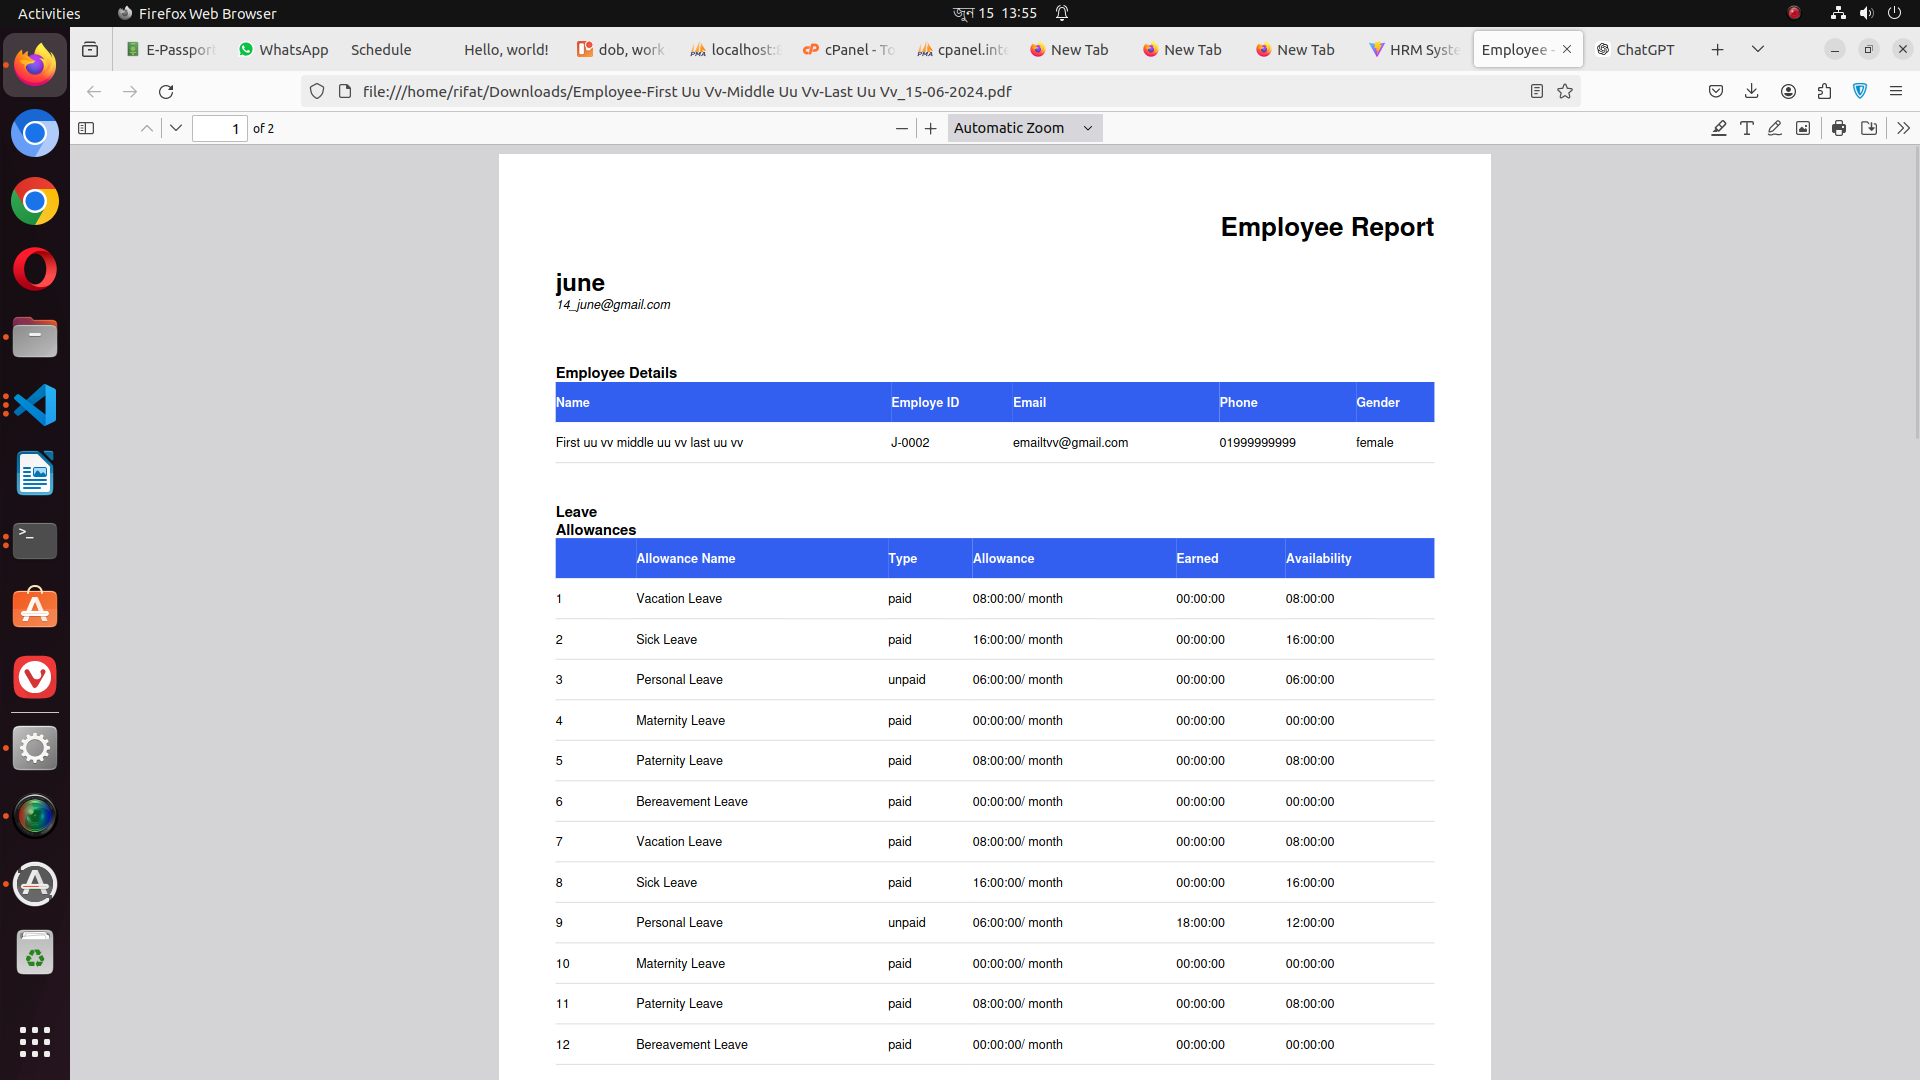 Activities
Firefox Web Browser
জুন 15 13:55
E-Passport
WhatsApp
Schedule
Hello, world!
dob, work
localhost:8
cPanel - To
cpanel.inte
New Tab
New Tab
New Tab
HRM Syste
Employee -
ChatGPT
file:///home/rifat/Downloads/Employee-First Uu Vv-Middle Uu Vv-Last Uu Vv_15-06-2024.pdf
1 of 2
Automatic Zoom
Employee Report
june
14_june@gmail.com
Employee Details
Name Employe ID Email Phone Gender
First uu vv middle uu vv last uu vv J-0002 emailtvv@gmail.com 01999999999 female
Leave
Allowances
Allowance Name Type Allowance Earned Availability
1 Vacation Leave paid 08:00:00/ month 00:00:00 08:00:00
2 Sick Leave paid 16:00:00/ month 00:00:00 16:00:00
3 Personal Leave unpaid 06:00:00/ month 00:00:00 06:00:00
4 Maternity Leave paid 00:00:00/ month 00:00:00 00:00:00
5 Paternity Leave paid 08:00:00/ month 00:00:00 08:00:00
6 Bereavement Leave paid 00:00:00/ month 00:00:00 00:00:00
7 Vacation Leave paid 08:00:00/ month 00:00:00 08:00:00
8 Sick Leave paid 16:00:00/ month 00:00:00 16:00:00
9 Personal Leave unpaid 06:00:00/ month 18:00:00 12:00:00
10 Maternity Leave paid 00:00:00/ month 00:00:00 00:00:00
11 Paternity Leave paid 08:00:00/ month 00:00:00 08:00:00
12 Bereavement Leave paid 00:00:00/ month 00:00:00 00:00:00